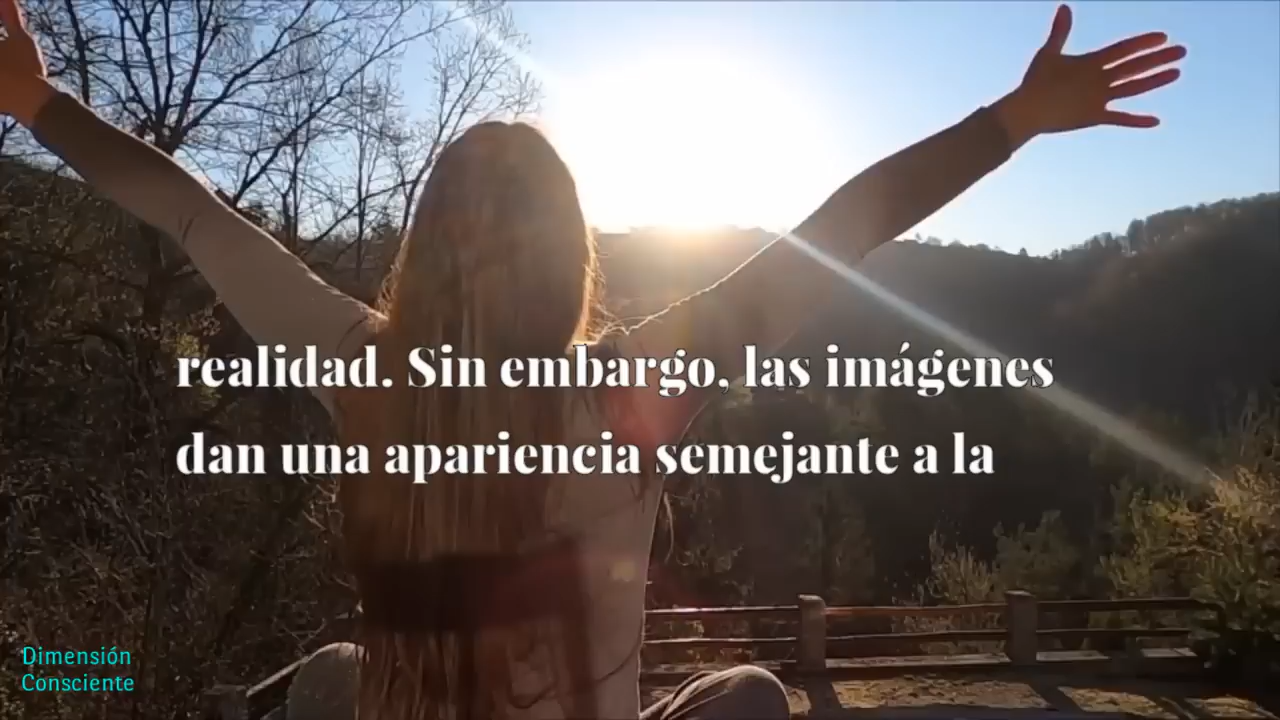 realidad. Sin embargo, las imágenes
dan una apariencia semejante a la
Dimensión
Consciente